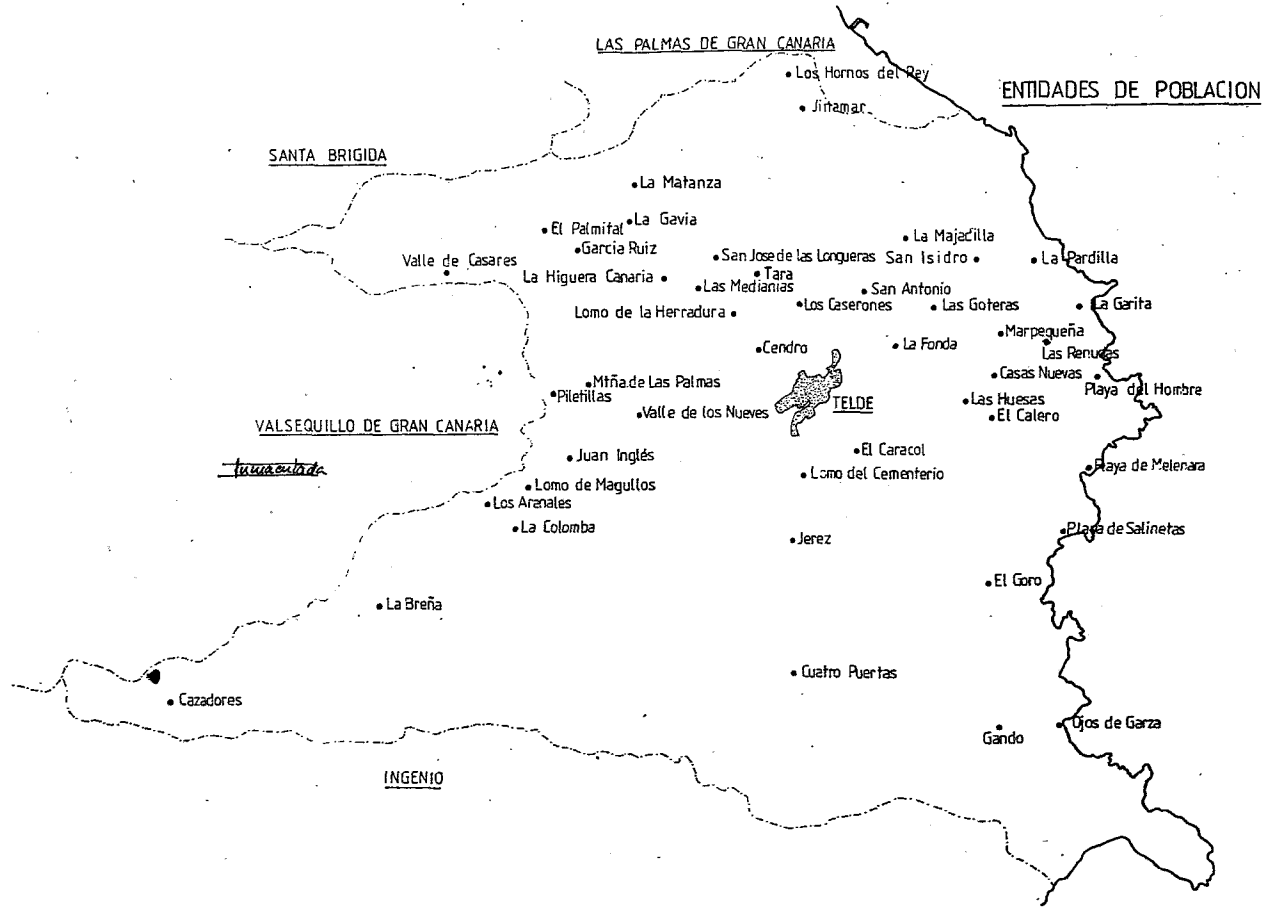 LAS PALMAS DE GRAN CANARIA
Los Hornos del Rey
ENTIDADES DE POBLACION
Jinamar
SANTA BRIGIDA
La Matanza
La Gavia
El Palmital
Garcia Ruiz
La Majadilla
Valle de Casares
San Jose de las Longueras
San Isidro
La Pardilla
Tara
La Higuera Canaria
Las Medianias
San Antonio
Los Caserones
Las Goteras
La Garita
Lomo de la Herradura
Marpequeña
Cendro
La Fonda
Las Remudas
Casas Nuevas
Mtña.de Las Palmas
Playa del Hombre
Piletillas
TELDE
Las Huesas
Valle de los Nueves
El Calero
VALSEQUILLO DE GRAN CANARIA
El Caracol
Juan Inglés
Playa de Melenara
Lomo del Cementerio
Lomo de Magullos
Los Arenales
La Colomba
Playa de Salinetas
Jerez
El Goro
La Breña
Cuatro Puertas
Cazadores
Ojos de Garza
Gando
INGENIO